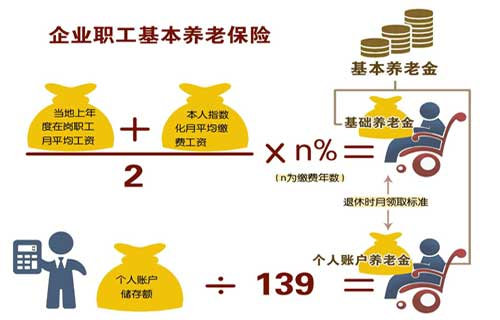 企业职工基本养老保险
基本养老金
当地上年
度在岗职工
月平均工资
+
本人指数
化月平均缴
费工资
2
× n% =
(n为缴费年数)
基础养老金
退休时月领取标准
个人账户
储存额
÷ 139 =
个人账户养老金